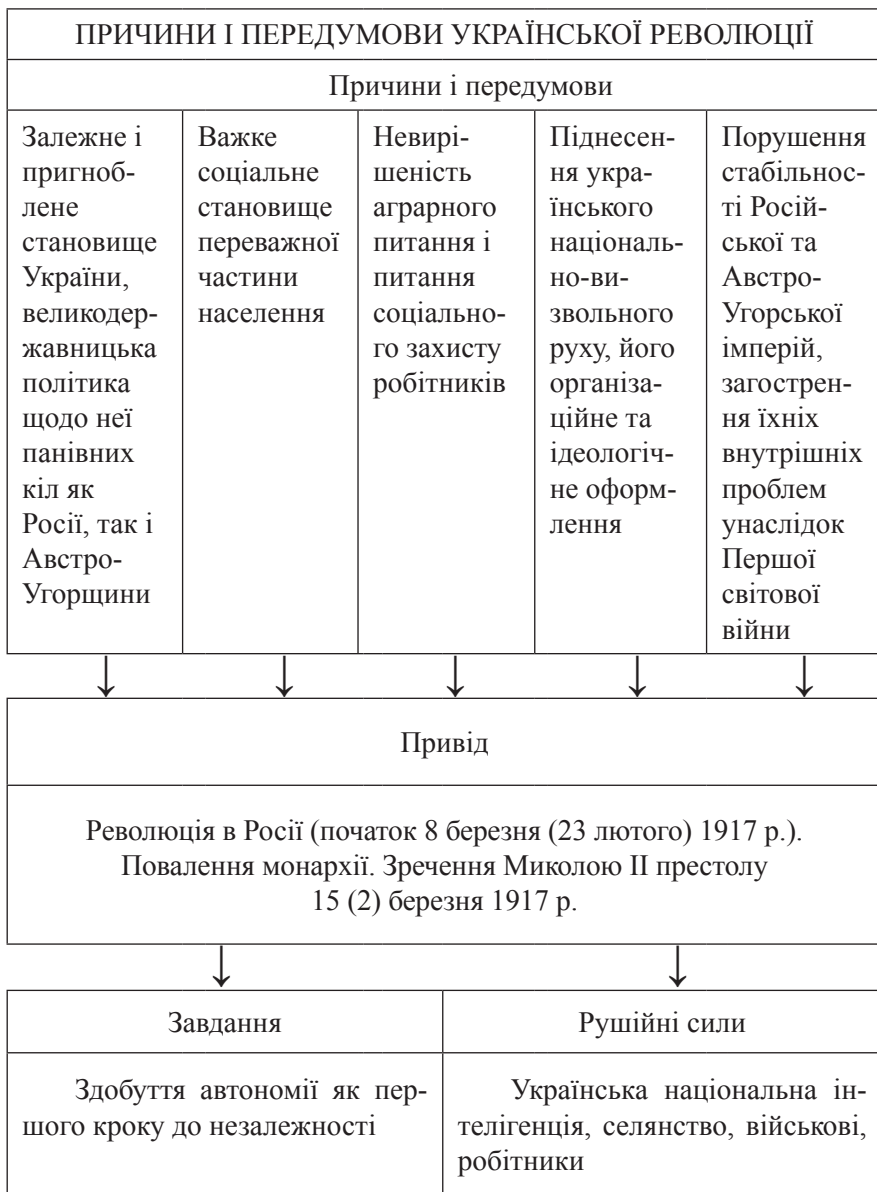 ПРИЧИНИ І ПЕРЕДУМОВИ УКРАЇНСЬКОЇ РЕВОЛЮЦІЇ
Причини і передумови
Залежне і
пригноб-
лене
становище
України,
великодер-
жавницька
політика
щодо неї
панівних
кіл як
Росії, так і
Австро-
Угорщини
Важке
соціальне
становище
переважної
частини
населення
Невирі-
шеність
аграрного
питання і
питання
соціально-
го захисту
робітників
Піднесен-
ня укра-
їнського
національ-
но-ви-
звольного
руху, його
організа-
ційне та
ідеологіч-
не оформ-
лення
Порушення
стабільнос-
ті Росій-
ської та
Австро-
Угорської
імперій,
загострен-
ня їхніх
внутрішніх
проблем
унаслідок
Першої
світової
війни
Привід
Революція в Росії (початок 8 березня (23 лютого) 1917 р.).
Повалення монархії. Зречення Миколою ІІ престолу
15 (2) березня 1917 р.
Завдання
Здобуття автономії як пер-
шого кроку до незалежності
Рушійні сили
Українська національна ін-
телігенція, селянство, військові,
робітники